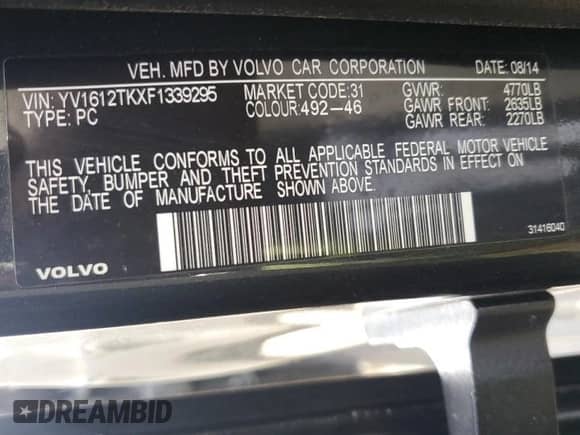 VEH. MFD BY VOLVO CAR CORPORATION DATE: 08/14
VIN: YV1612TKXF1339295 MARKET CODE: 31 GVWR: 4770LB
TYPE: PC COLOUR: 492-46 GAWR FRONT: 2635LB
GAWR REAR: 2270LB
THIS VEHICLE CONFORMS TO ALL APPLICABLE FEDERAL MOTOR VEHICLE
SAFETY, BUMPER AND THEFT PREVENTION STANDARDS IN EFFECT ON
THE DATE OF MANUFACTURE SHOWN ABOVE.
31416040
VOLVO
DREAMBID